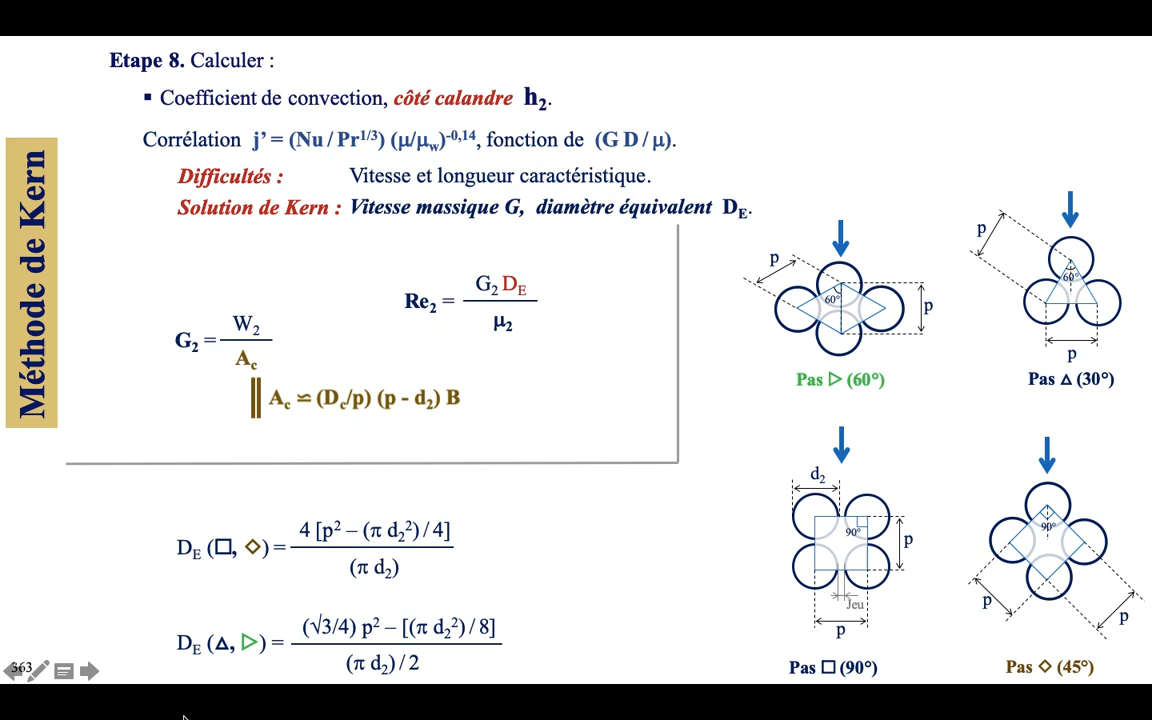 Etape 8. Calculer :
▪ Coefficient de convection, côté calandre h₂.
Corrélation j’ = (Nu / Pr^1/3) (µ/µ_w)^-0,14, fonction de (G D / µ).
Difficultés : Vitesse et longueur caractéristique.
Solution de Kern : Vitesse massique G, diamètre équivalent D_E.
Méthode de Kern
Re₂ = G₂ D_E / µ₂
G₂ = W₂ / A_c
A_c ≃ (D_c/p) (p - d₂) B
D_E (□, ◇) = 4 [p² – (π d₂²) / 4] / (π d₂)
D_E (△, ▷) = (√3/4) p² – [(π d₂²) / 8] / (π d₂) / 2
p
60°
p
Pas ▷ (60°)
p
60°
p
Pas △ (30°)
d₂
90°
p
Jeu
p
Pas □ (90°)
90°
p
p
Pas ◇ (45°)
363